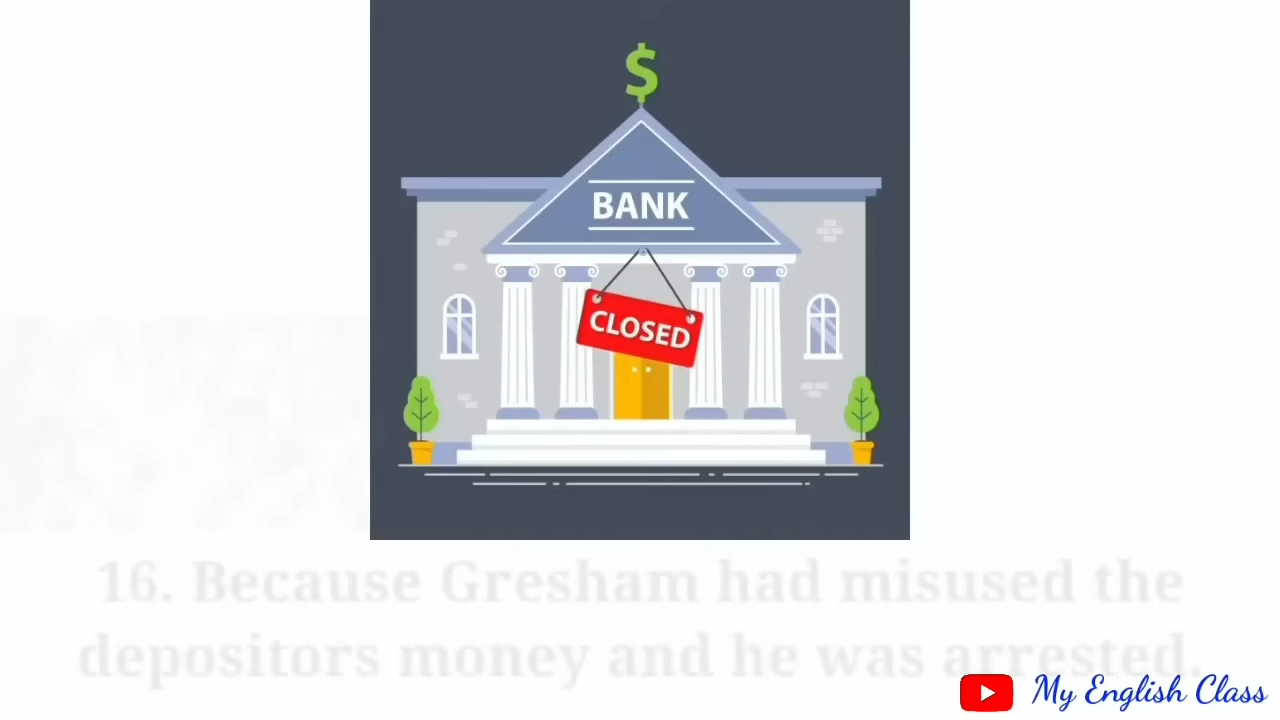 $
BANK
CLOSED
16. Because Gresham had misused the
depositors money and he was arrested.
My English Class